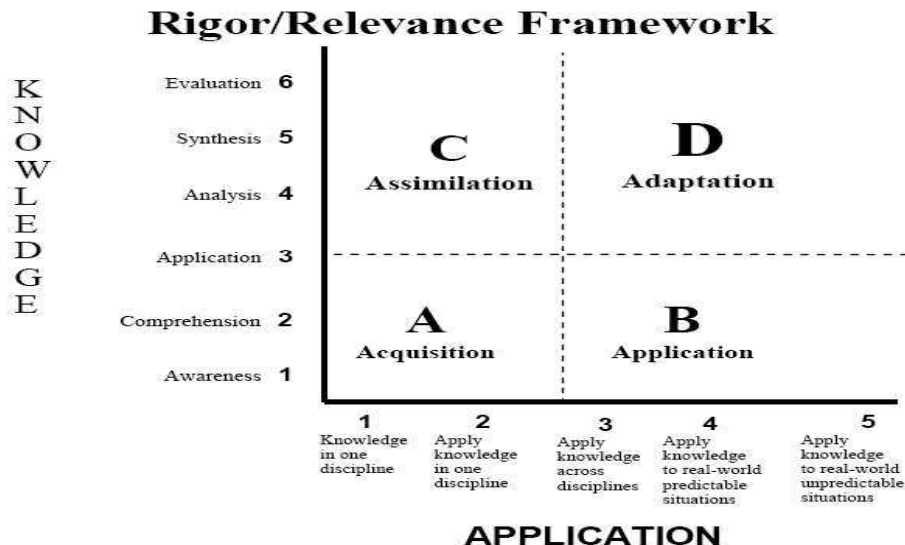 Rigor/Relevance Framework
KNOWLEDGE
Evaluation 6
Synthesis 5
Analysis 4
Application 3
Comprehension 2
Awareness 1
C
Assimilation
D
Adaptation
A
Acquisition
B
Application
1
Knowledge
in one
discipline
2
Apply
knowledge
in one
discipline
3
Apply
knowledge
across
disciplines
4
Apply
knowledge
to real-world
predictable
situations
5
Apply
knowledge
to real-world
unpredictable
situations
APPLICATION